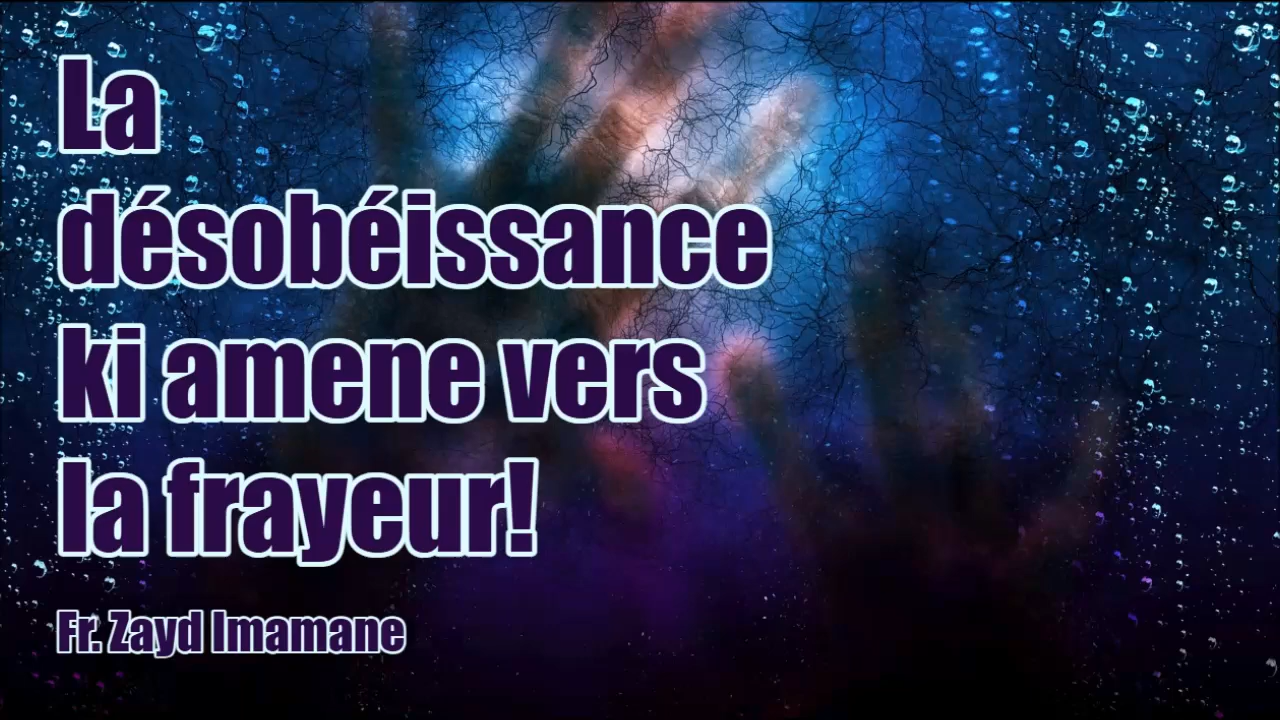 La
désobéissance
ki amene vers
la frayeur!
Fr. Zayd Imamane